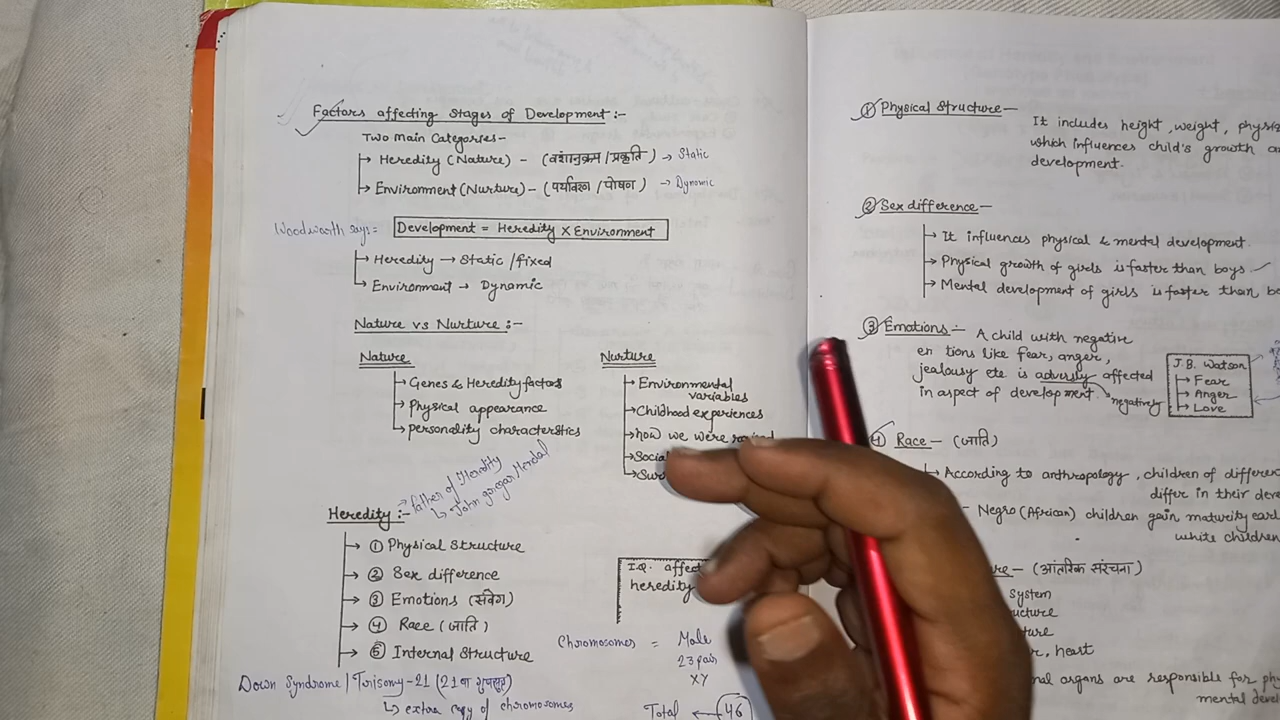 Factors affecting Stages of Development :-
Two Main Categories-
Heredity (Nature) - (वंशानुक्रम / प्रकृति) → Static
Environment (Nurture) - (पर्यावरण / पोषण) → Dynamic
Woodworth says = Development = Heredity X Environment
Heredity → Static / fixed
Environment → Dynamic
Nature vs Nurture :-
Nature
Genes & Heredity factors
Physical appearance
personality characterstics
Nurture
Environmental
variables
Childhood experiences
how we were
Father of Heredity
Heredity :-
① Physical Structure
② Sex difference
③ Emotions (संवेग)
④ Race (जाति)
⑤ Internal Structure
I.Q. affect
heredity
Chromosomes = Male
23 pair
XY
Total ← 46
Down Syndrome / Trisomy-21 (21वा गुणसूत्र)
↳ extra copy of chromosomes
① Physical Structure —
It includes height, weight,
which influences child's growth
development.
② Sex difference —
It influences physical & mental development.
Physical growth of girls is faster than boys
Mental development of girls is faster than
③ Emotions :- A child with negative
like fear, anger,
jealousy etc is adversly affected
in aspect of development. negatively
J.B. Watson
Fear
Anger
Love
④ Race - (जाति)
According to anthropology, children of
differ in their
Negro (African) children gain maturity
white children
(आंतरिक संरचना)
System
heart
organs are responsible for
mental